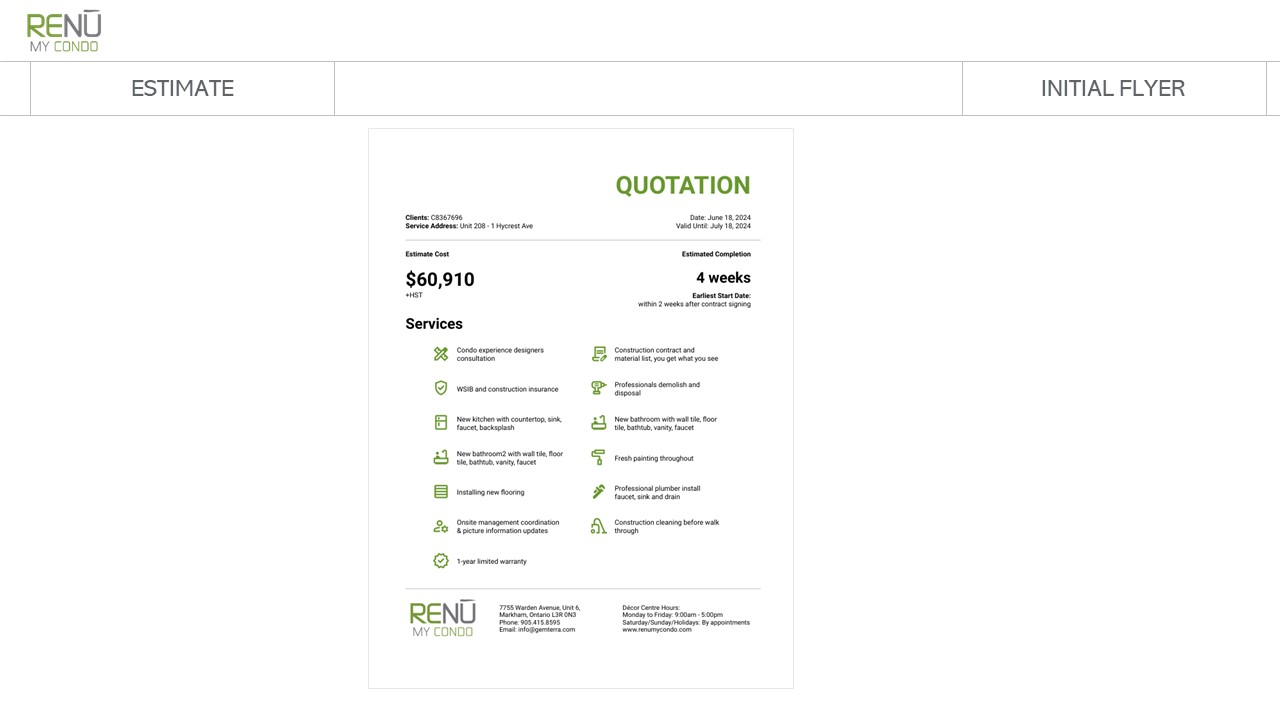 RENŪ
MY CONDO
ESTIMATE
INITIAL FLYER
QUOTATION
Clients: C8367696
Service Address: Unit 208 - 1 Hycrest Ave
Date: June 18, 2024
Valid Until: July 18, 2024
Estimate Cost
$60,910
+HST
Estimated Completion
4 weeks
Earliest Start Date:
within 2 weeks after contract signing
Services
Condo experience designers
consultation
Construction contract and
material list, you get what you see
WSIB and construction insurance
Professionals demolish and
disposal
New kitchen with countertop, sink,
faucet, backsplash
New bathroom with wall tile, floor
tile, bathtub, vanity, faucet
New bathroom2 with wall tile, floor
tile, bathtub, vanity, faucet
Fresh painting throughout
Installing new flooring
Professional plumber install
faucet, sink and drain
Onsite management coordination
& picture information updates
Construction cleaning before walk
through
1-year limited warranty
RENŪ
MY CONDO
7755 Warden Avenue, Unit 6,
Markham, Ontario L3R 0N3
Phone: 905.415.8595
Email: info@gemterra.com
Décor Centre Hours:
Monday to Friday: 9:00am - 5:00pm
Saturday/Sunday/Holidays: By appointments
www.renumycondo.com